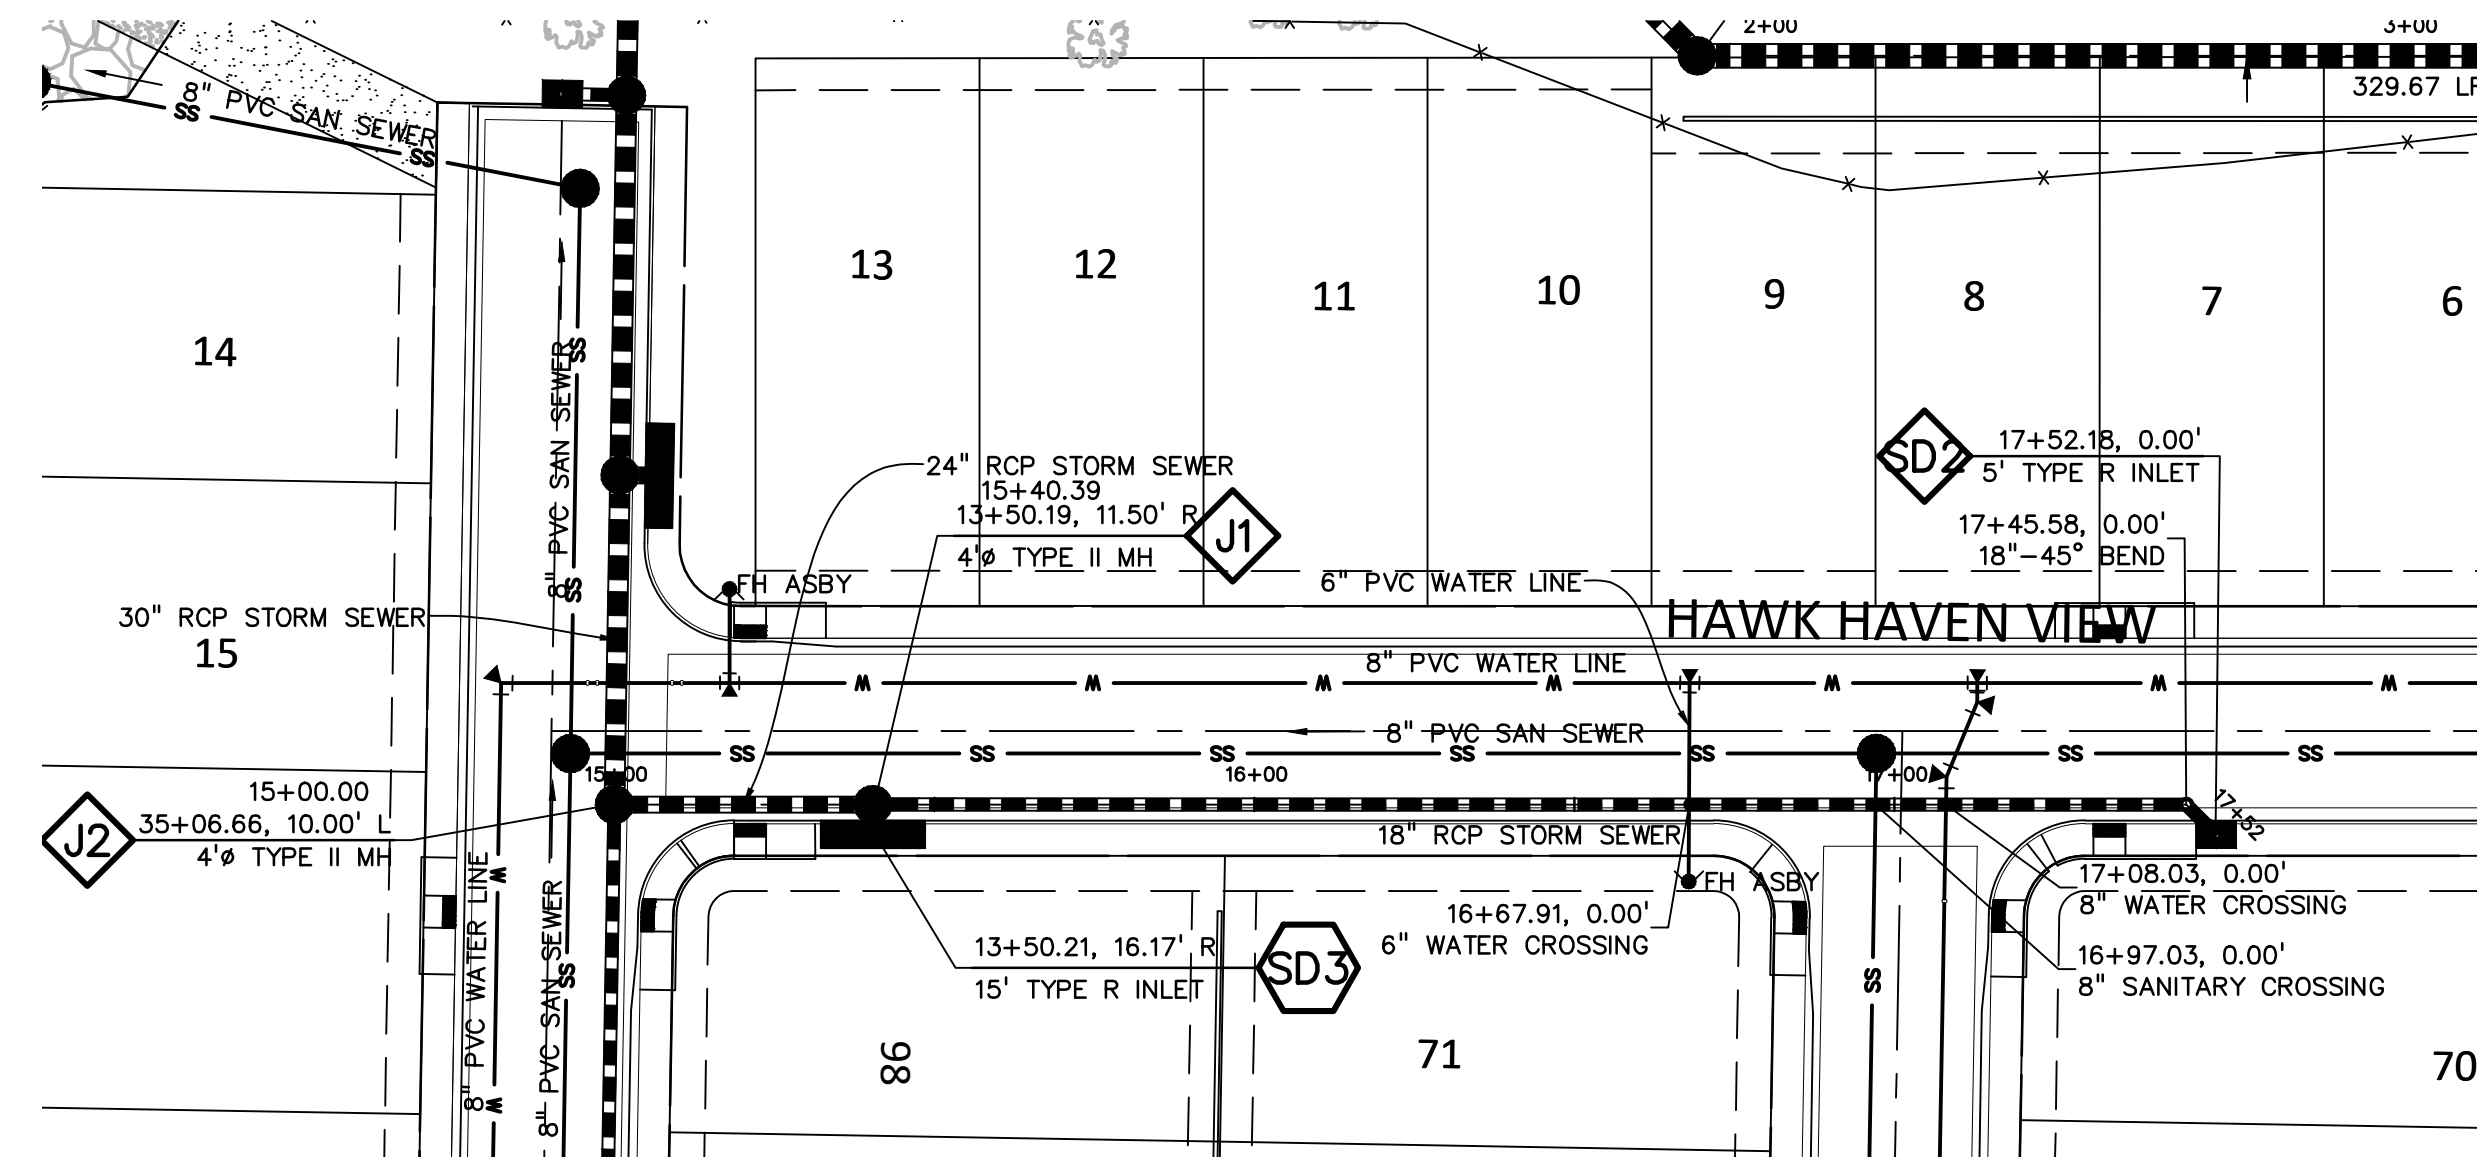 2+00
3+00
329.67 LF
8" PVC SAN SEWER
SS
SS
13
12
11
10
9
8
7
6
14
SS
8" PVC SAN SEWER
SS
SD2
17+52.18, 0.00'
5' TYPE R INLET
24" RCP STORM SEWER
15+40.39
13+50.19, 11.50' R
4'ø TYPE II MH
J1
17+45.58, 0.00'
18"-45° BEND
FH ASBY
6" PVC WATER LINE
30" RCP STORM SEWER
15
HAWK HAVEN VIEW
8" PVC WATER LINE
W W W W W W W
8" PVC SAN SEWER
SS SS SS SS SS SS SS
15+00
16+00
17+00
17+52
J2
15+00.00
35+06.66, 10.00' L
4'ø TYPE II MH
18" RCP STORM SEWER
8" PVC WATER LINE
W
W
8" PVC SAN SEWER
SS
FH ASBY
17+08.03, 0.00'
8" WATER CROSSING
16+67.91, 0.00'
6" WATER CROSSING
13+50.21, 16.17' R
15' TYPE R INLET
SD3
16+97.03, 0.00'
8" SANITARY CROSSING
SS
86
71
70